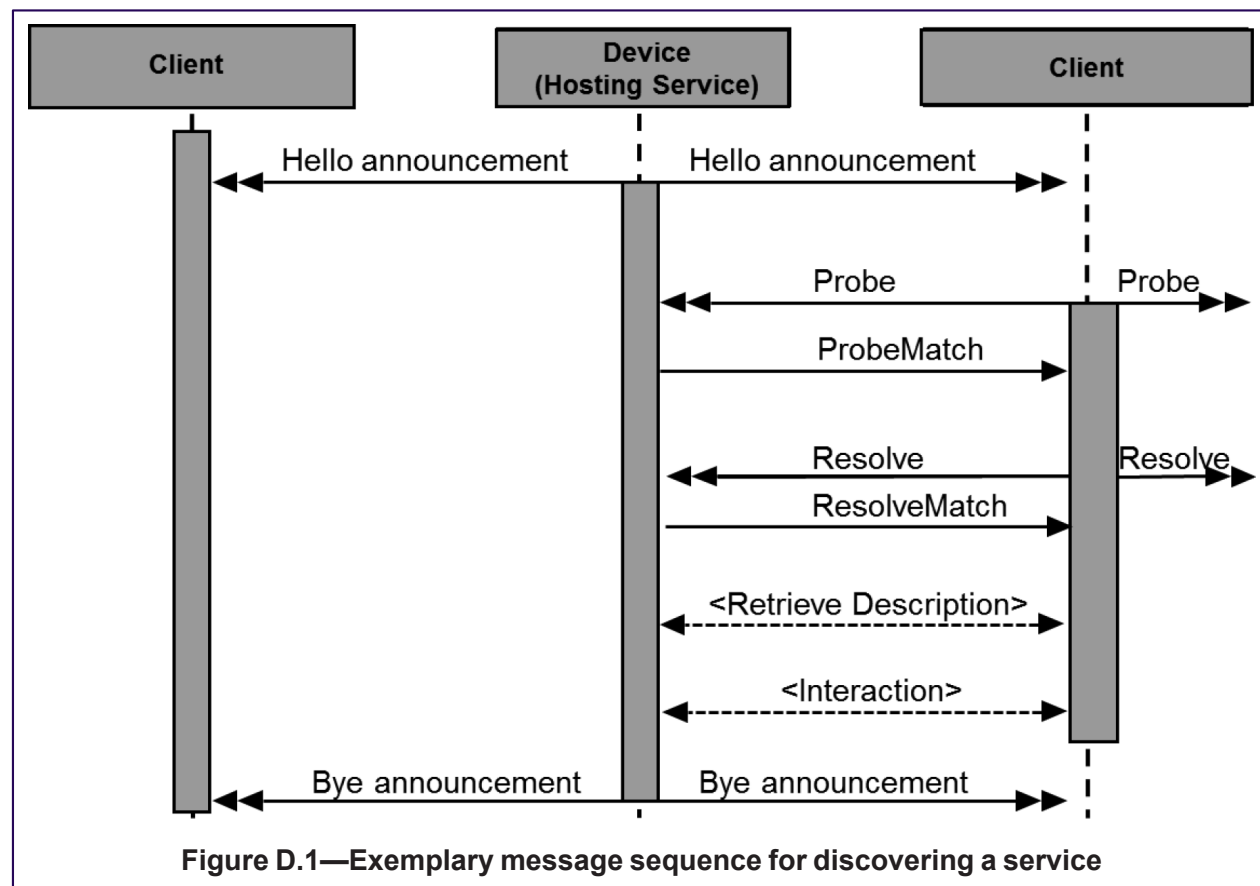 Client
Device
(Hosting Service)
Client
Hello announcement
Hello announcement
Probe
Probe
ProbeMatch
Resolve
Resolve
ResolveMatch
<Retrieve Description>
<Interaction>
Bye announcement
Bye announcement
Figure D.1—Exemplary message sequence for discovering a service